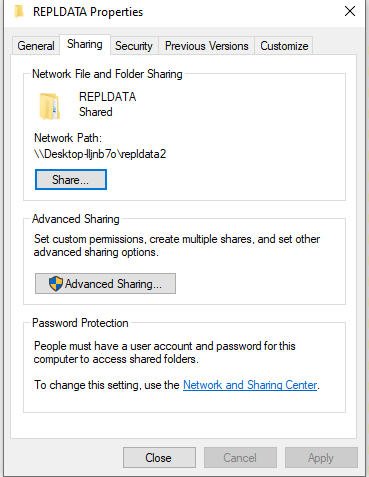 REPLDATA Properties
General
Sharing
Security
Previous Versions
Customize
Network File and Folder Sharing
REPLDATA
Shared
Network Path:
\\Desktop-lljnb7o\repldata2
Share...
Advanced Sharing
Set custom permissions, create multiple shares, and set other
advanced sharing options.
Advanced Sharing...
Password Protection
People must have a user account and password for this
computer to access shared folders.
To change this setting, use the Network and Sharing Center.
Close
Cancel
Apply